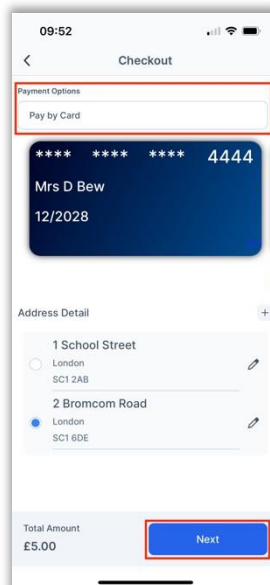 09:52
Checkout
Payment Options
Pay by Card
**** **** **** 4444
Mrs D Bew
12/2028
Address Detail
+
1 School Street
London
SC1 2AB
2 Bromcom Road
London
SC1 6DE
Total Amount
£5.00
Next